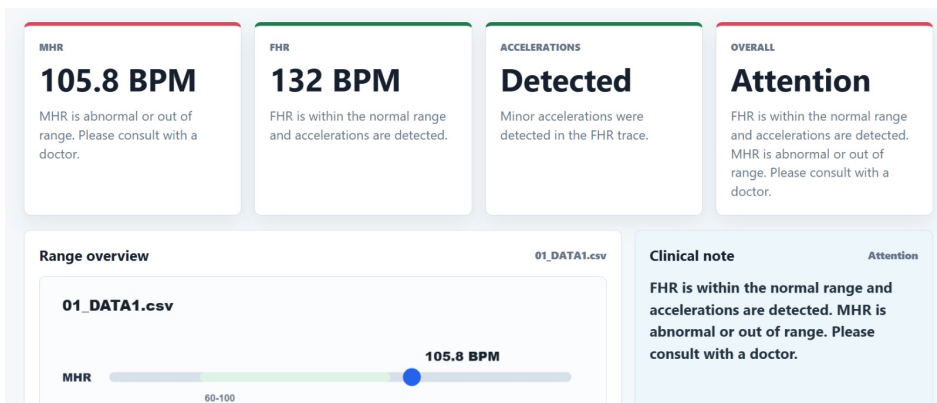 MHR
105.8 BPM
MHR is abnormal or out of
range. Please consult with a
doctor.
FHR
132 BPM
FHR is within the normal range
and accelerations are detected.
ACCELERATIONS
Detected
Minor accelerations were
detected in the FHR trace.
OVERALL
Attention
FHR is within the normal range
and accelerations are detected.
MHR is abnormal or out of
range. Please consult with a
doctor.
Range overview
01_DATA1.csv
01_DATA1.csv
105.8 BPM
MHR
60-100
Clinical note
Attention
FHR is within the normal range and
accelerations are detected. MHR is
abnormal or out of range. Please
consult with a doctor.